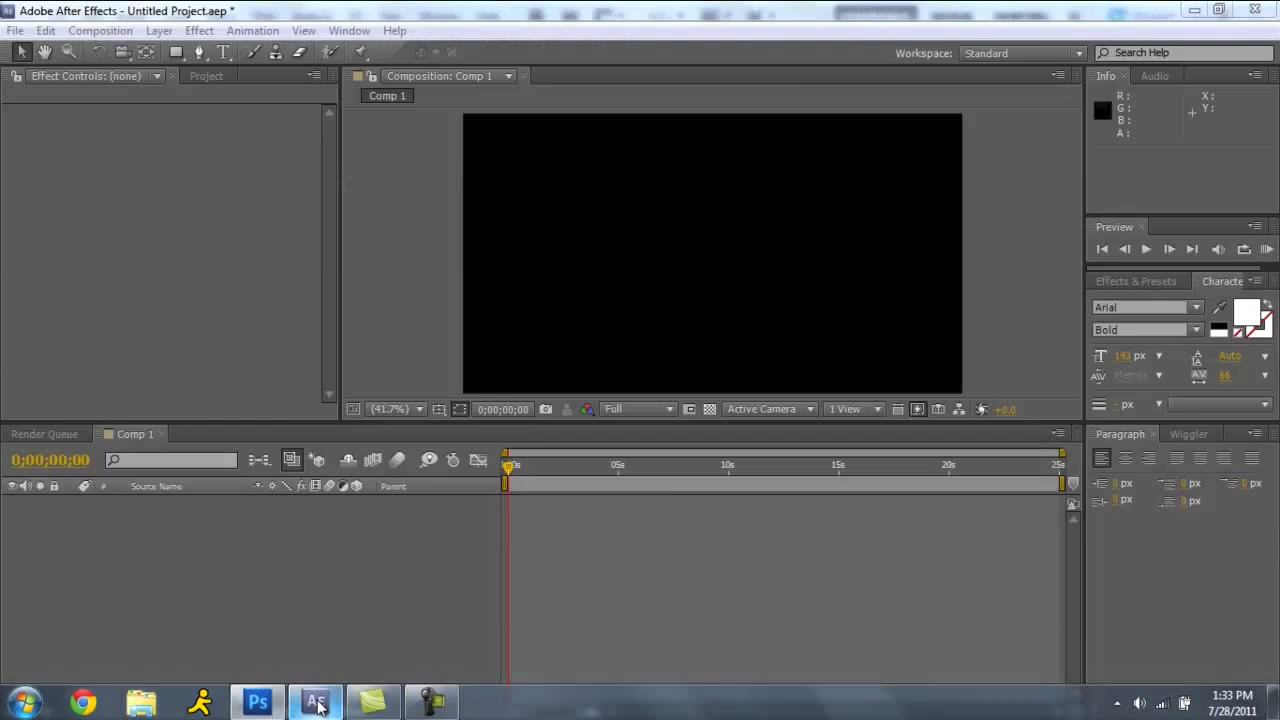 Adobe After Effects - Untitled Project.aep *
File Edit Composition Layer Effect Animation View Window Help
Workspace: Standard Search Help
Effect Controls: (none) Project Composition: Comp 1 Info Audio
Comp 1
R :
G :
B :
A :
X :
Y :
Preview
Effects & Presets Characte
Arial
Bold
143 px Auto
Metrics 66
- px
(41.7%) 0;00;00;00 Full Active Camera 1 View +0.0
Render Queue Comp 1 Paragraph Wiggler
0;00;00;00
05s 10s 15s 20s 25s
# Source Name Parent
0 px 0 px 0 px
0 px 0 px
Ps Ae
1:33 PM
7/28/2011